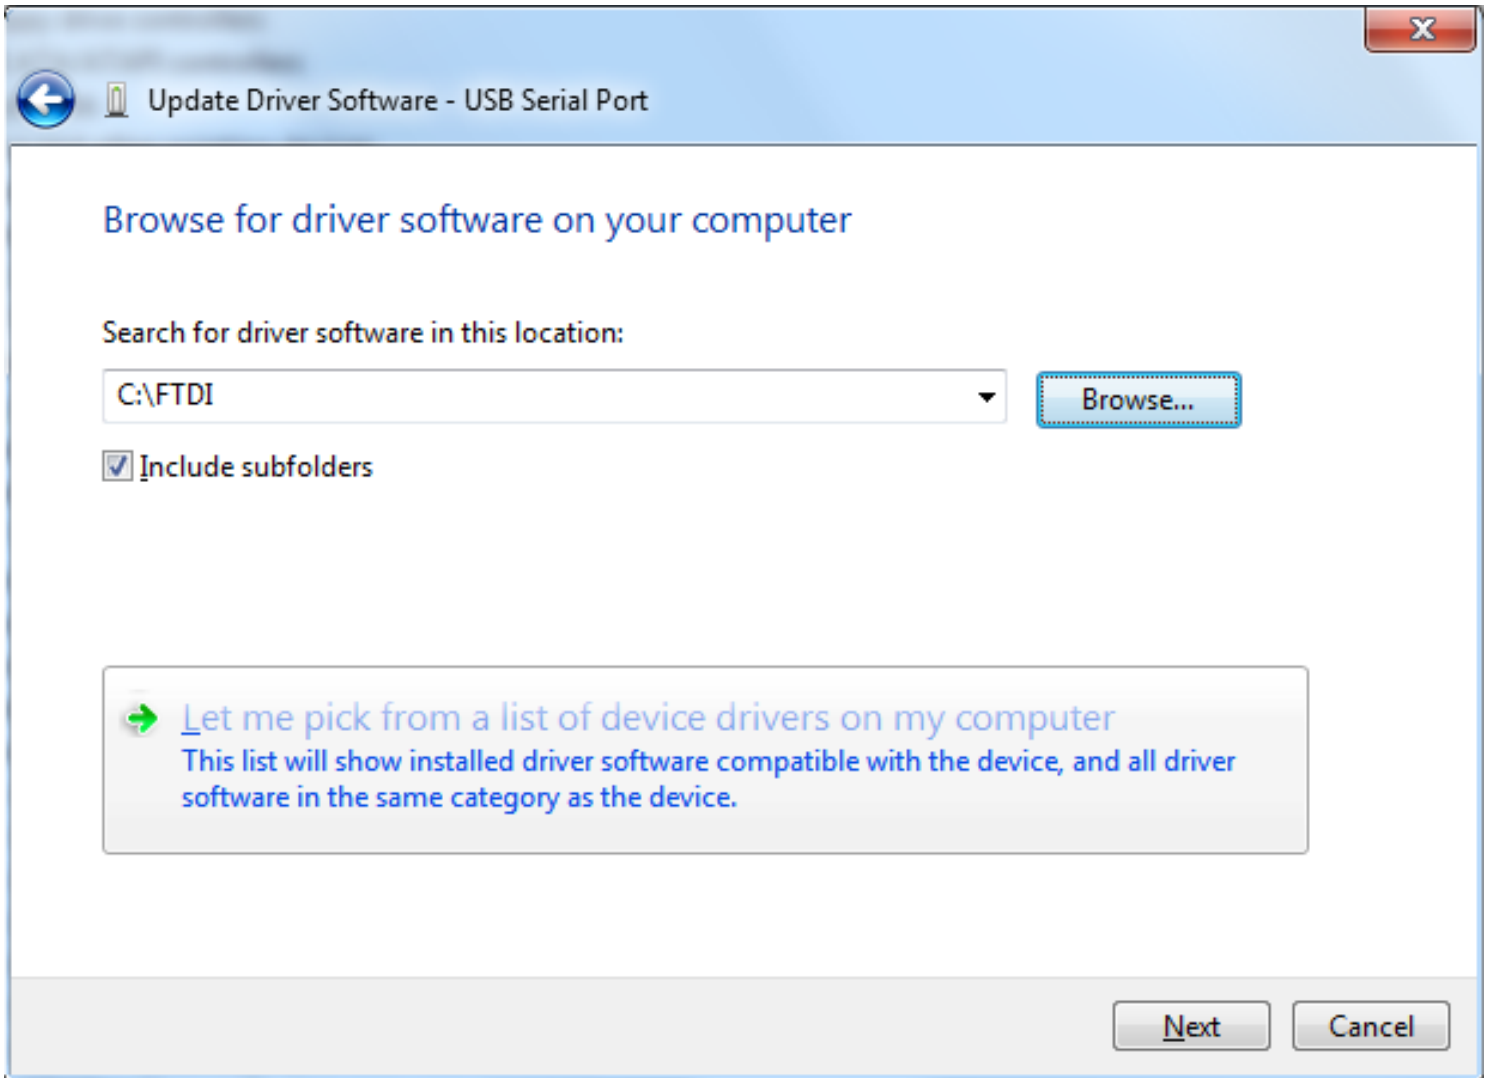 Update Driver Software - USB Serial Port
Browse for driver software on your computer
Search for driver software in this location:
C:\FTDI
Browse...
Include subfolders
Let me pick from a list of device drivers on my computer
This list will show installed driver software compatible with the device, and all driver
software in the same category as the device.
Next
Cancel